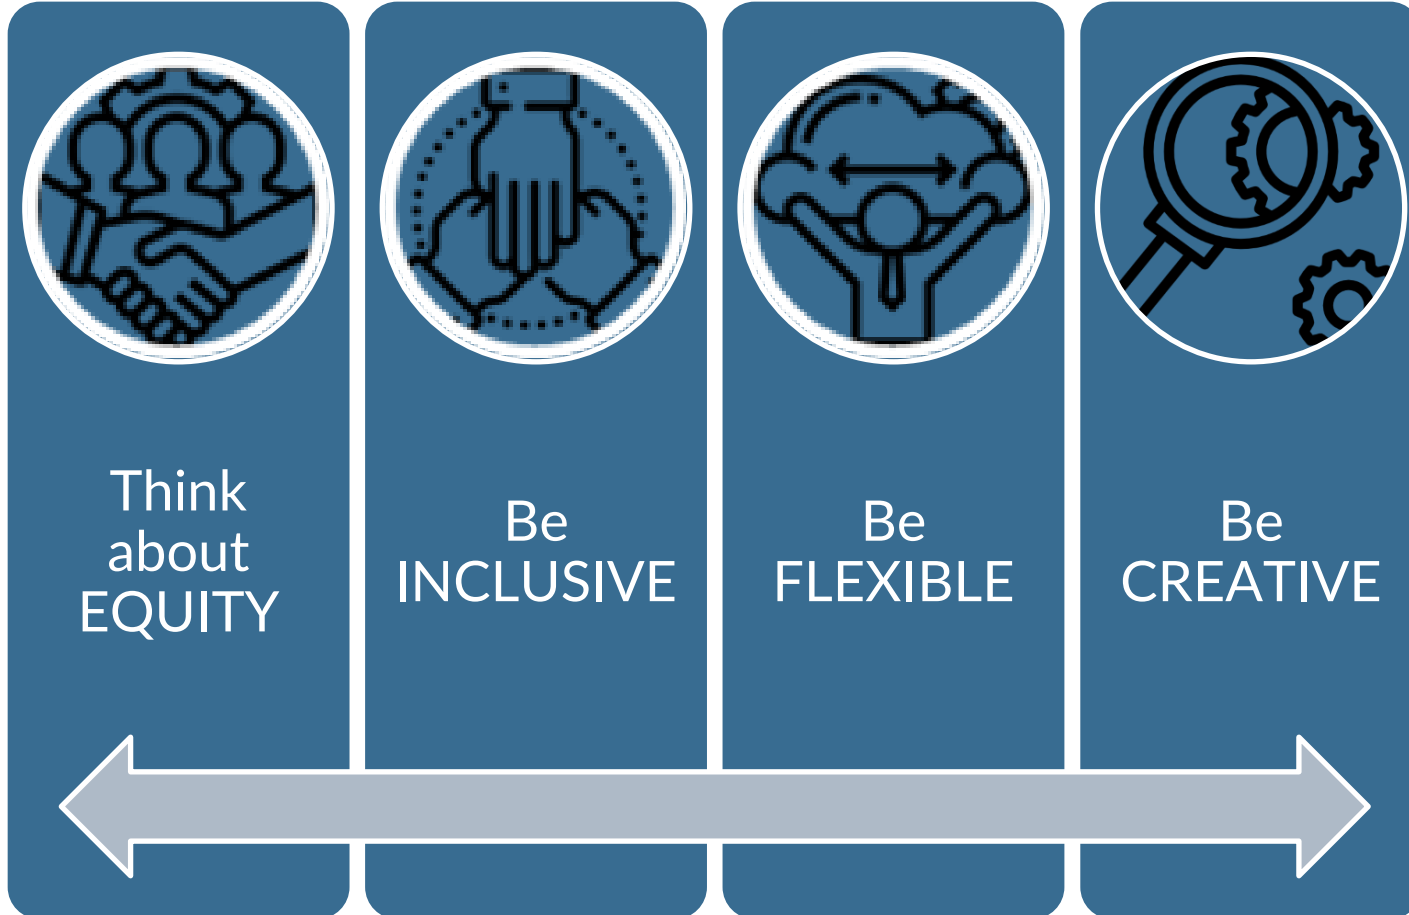 Think
about
EQUITY
Be
INCLUSIVE
Be
FLEXIBLE
Be
CREATIVE